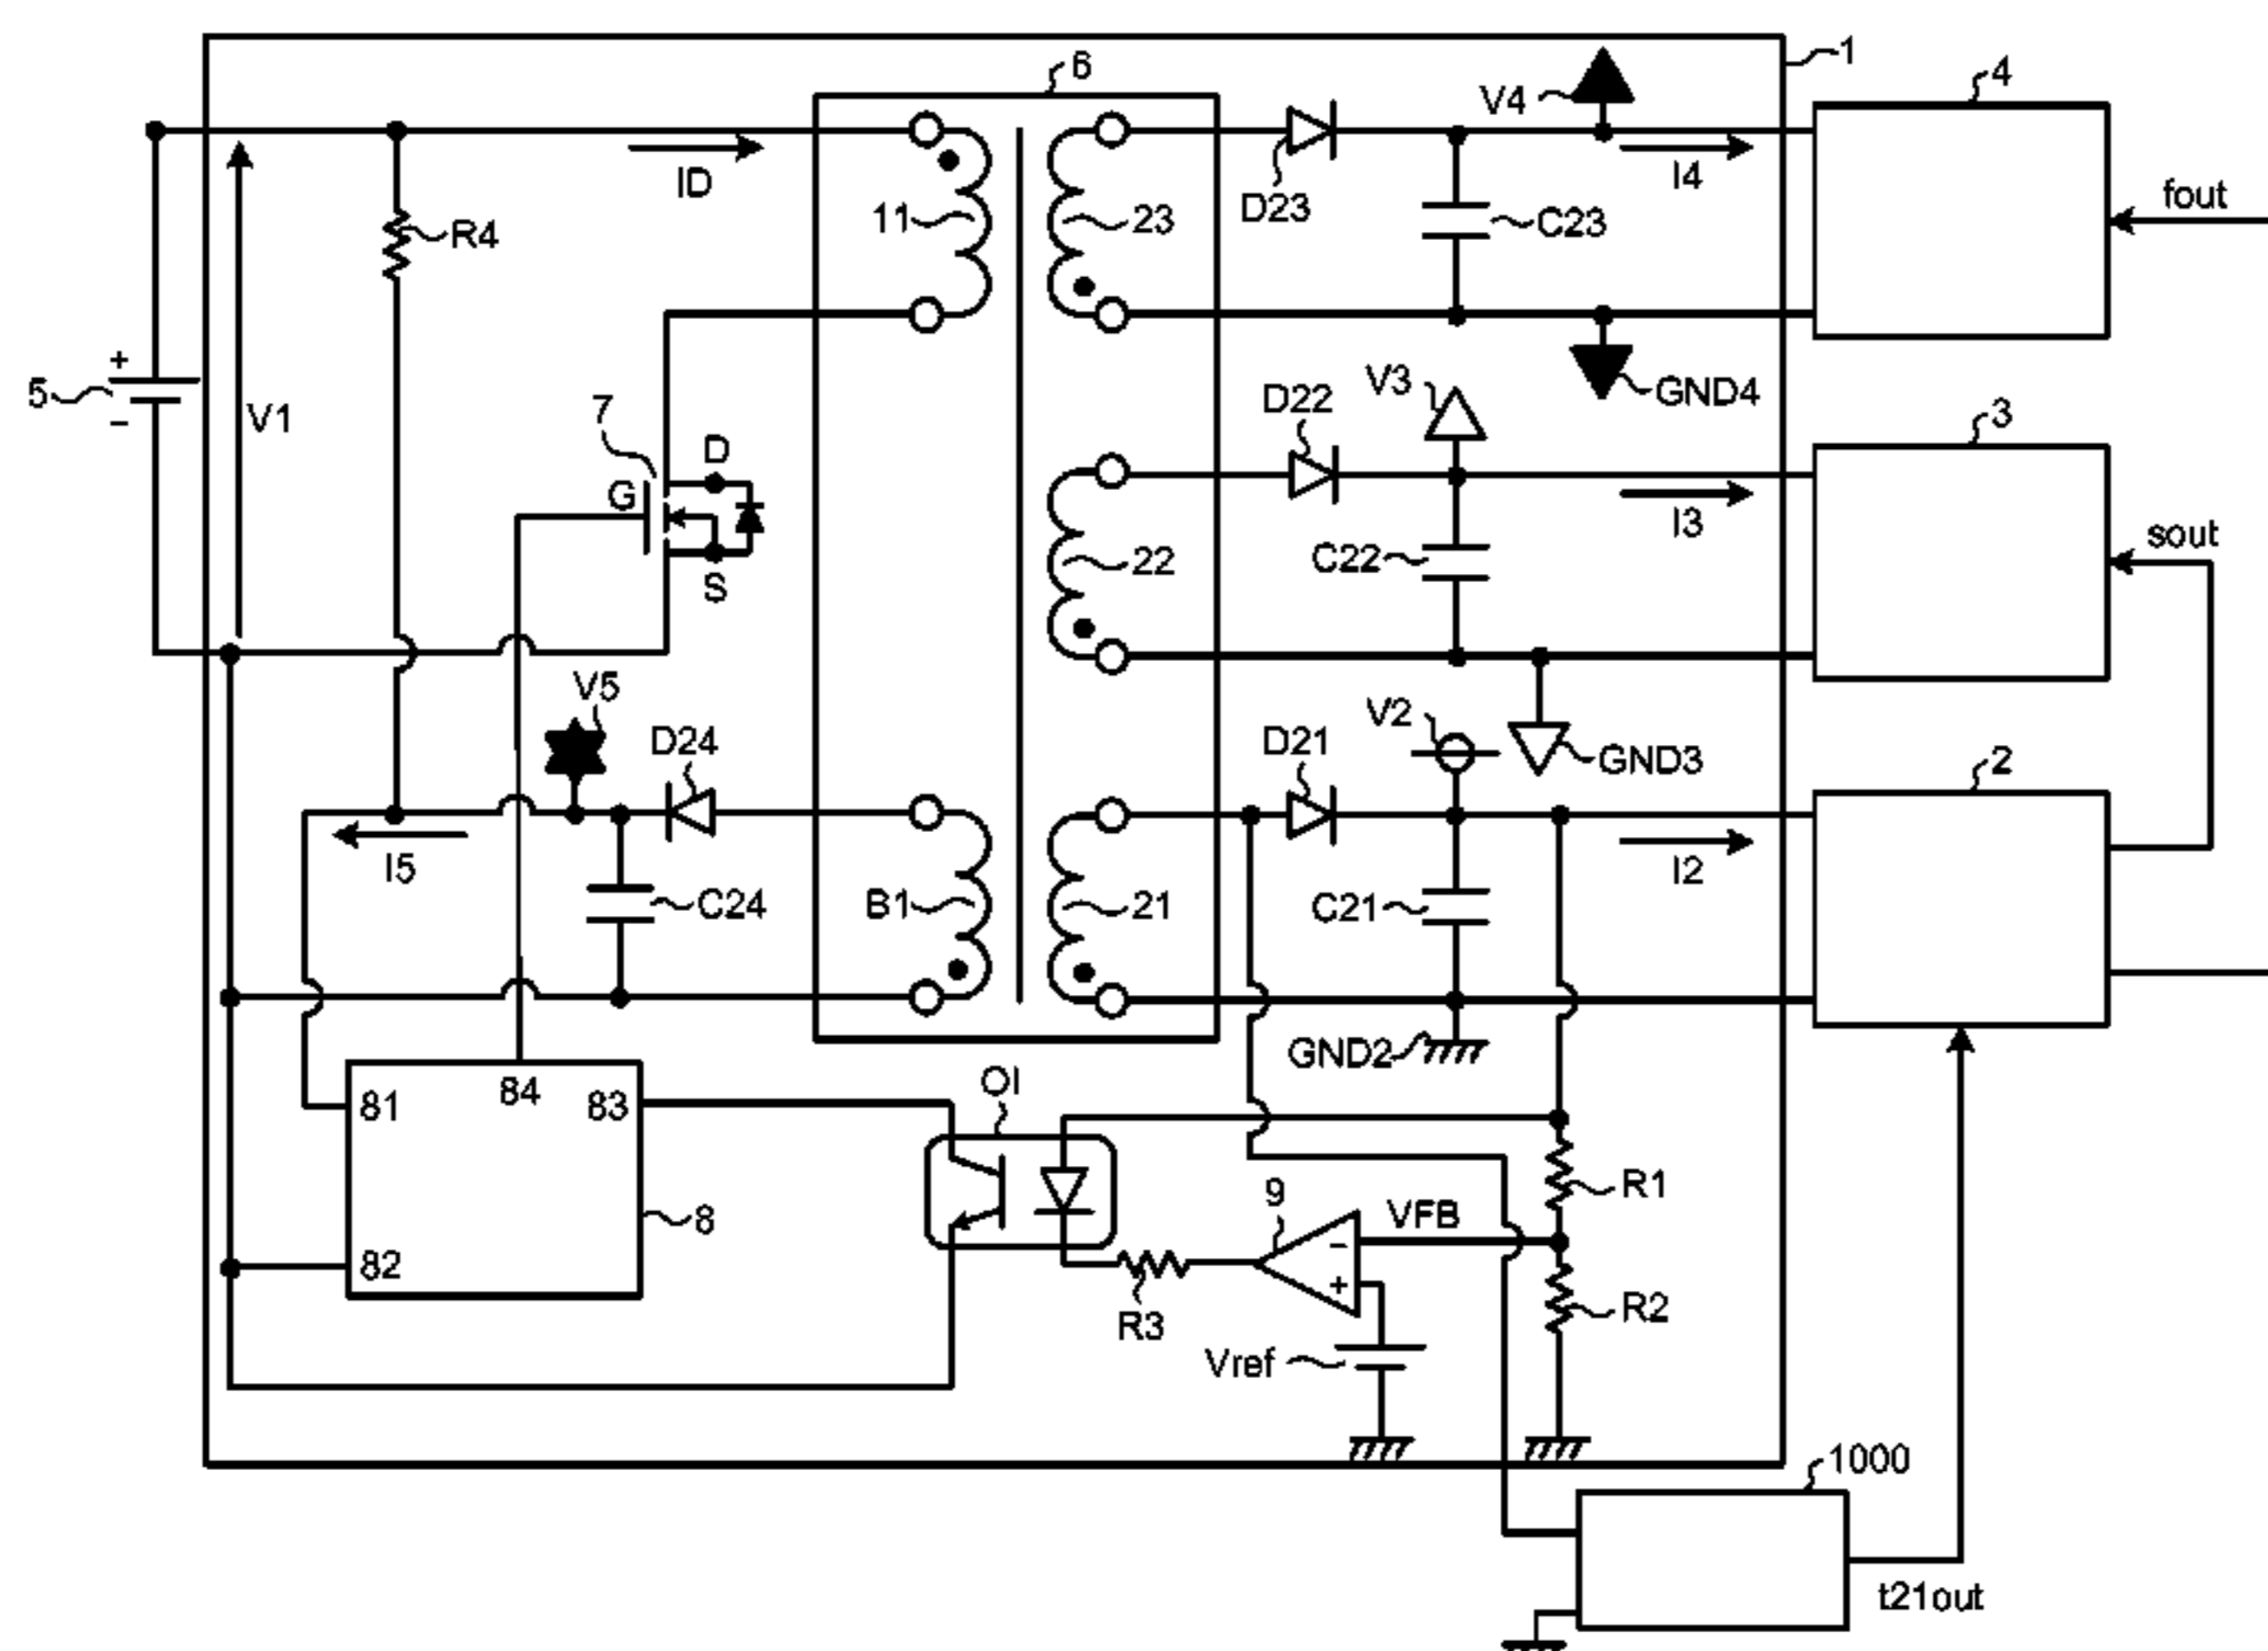 1
6
V4
4
ID
I4
fout
R4
11
23
D23
C23
+
5
-
V1
GND4
7
D
G
S
D22
V3
3
I3
sout
22
C22
V5
D24
V2
D21
GND3
2
I5
C24
B1
21
C21
I2
GND2
OI
81
84
83
8
82
9
VFB
-
+
R1
R2
R3
Vref
1000
t21out